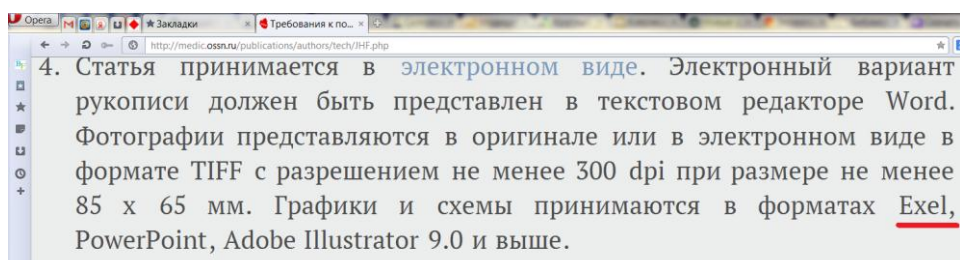 Opera
Закладки
Требования к по...
http://medic.ossn.ru/publications/authors/tech/JHF.php
4. Статья принимается в электронном виде. Электронный вариант
рукописи должен быть представлен в текстовом редакторе Word.
Фотографии представляются в оригинале или в электронном виде в
формате TIFF с разрешением не менее 300 dpi при размере не менее
85 х 65 мм. Графики и схемы принимаются в форматах Exel,
PowerPoint, Adobe Illustrator 9.0 и выше.